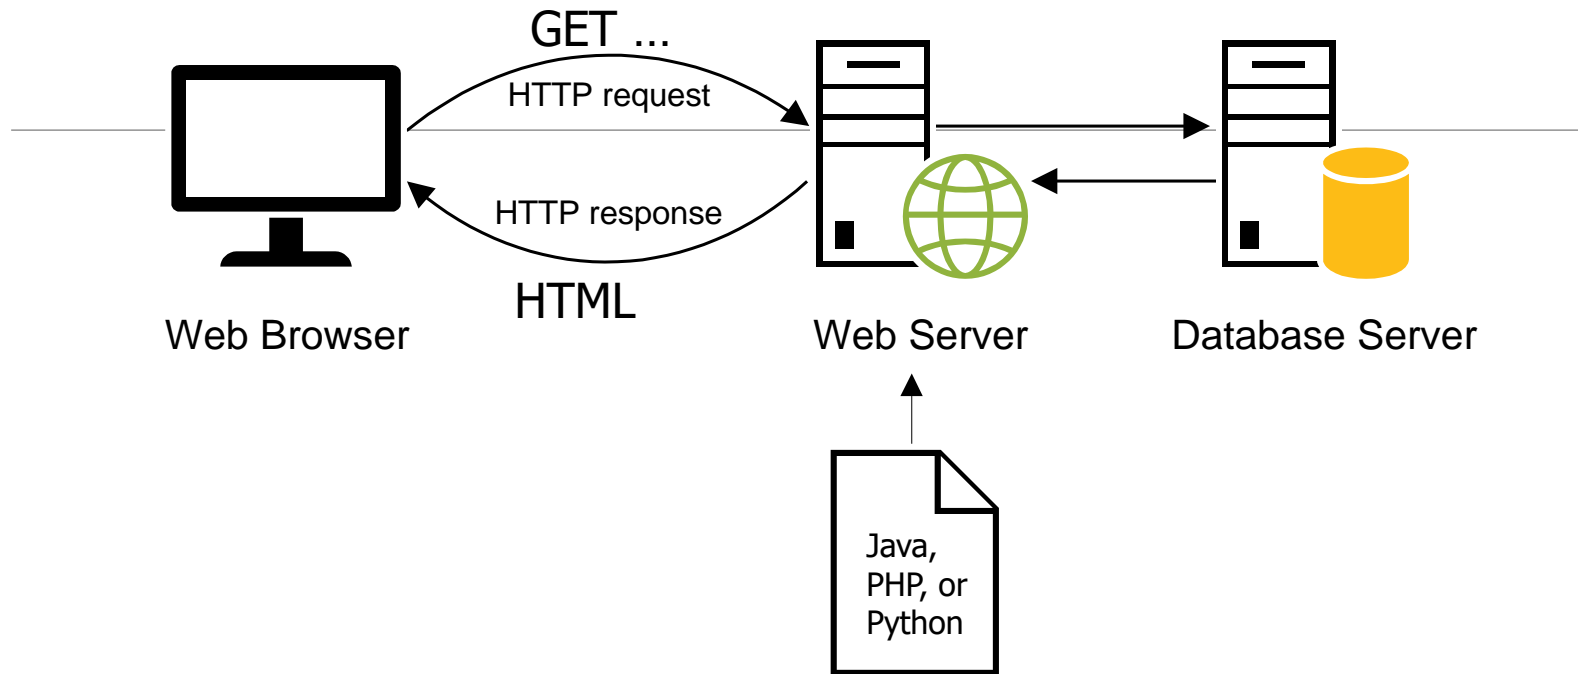 GET ...
HTTP request
HTTP response
HTML
Web Browser
Web Server
Database Server
Java,
PHP, or
Python